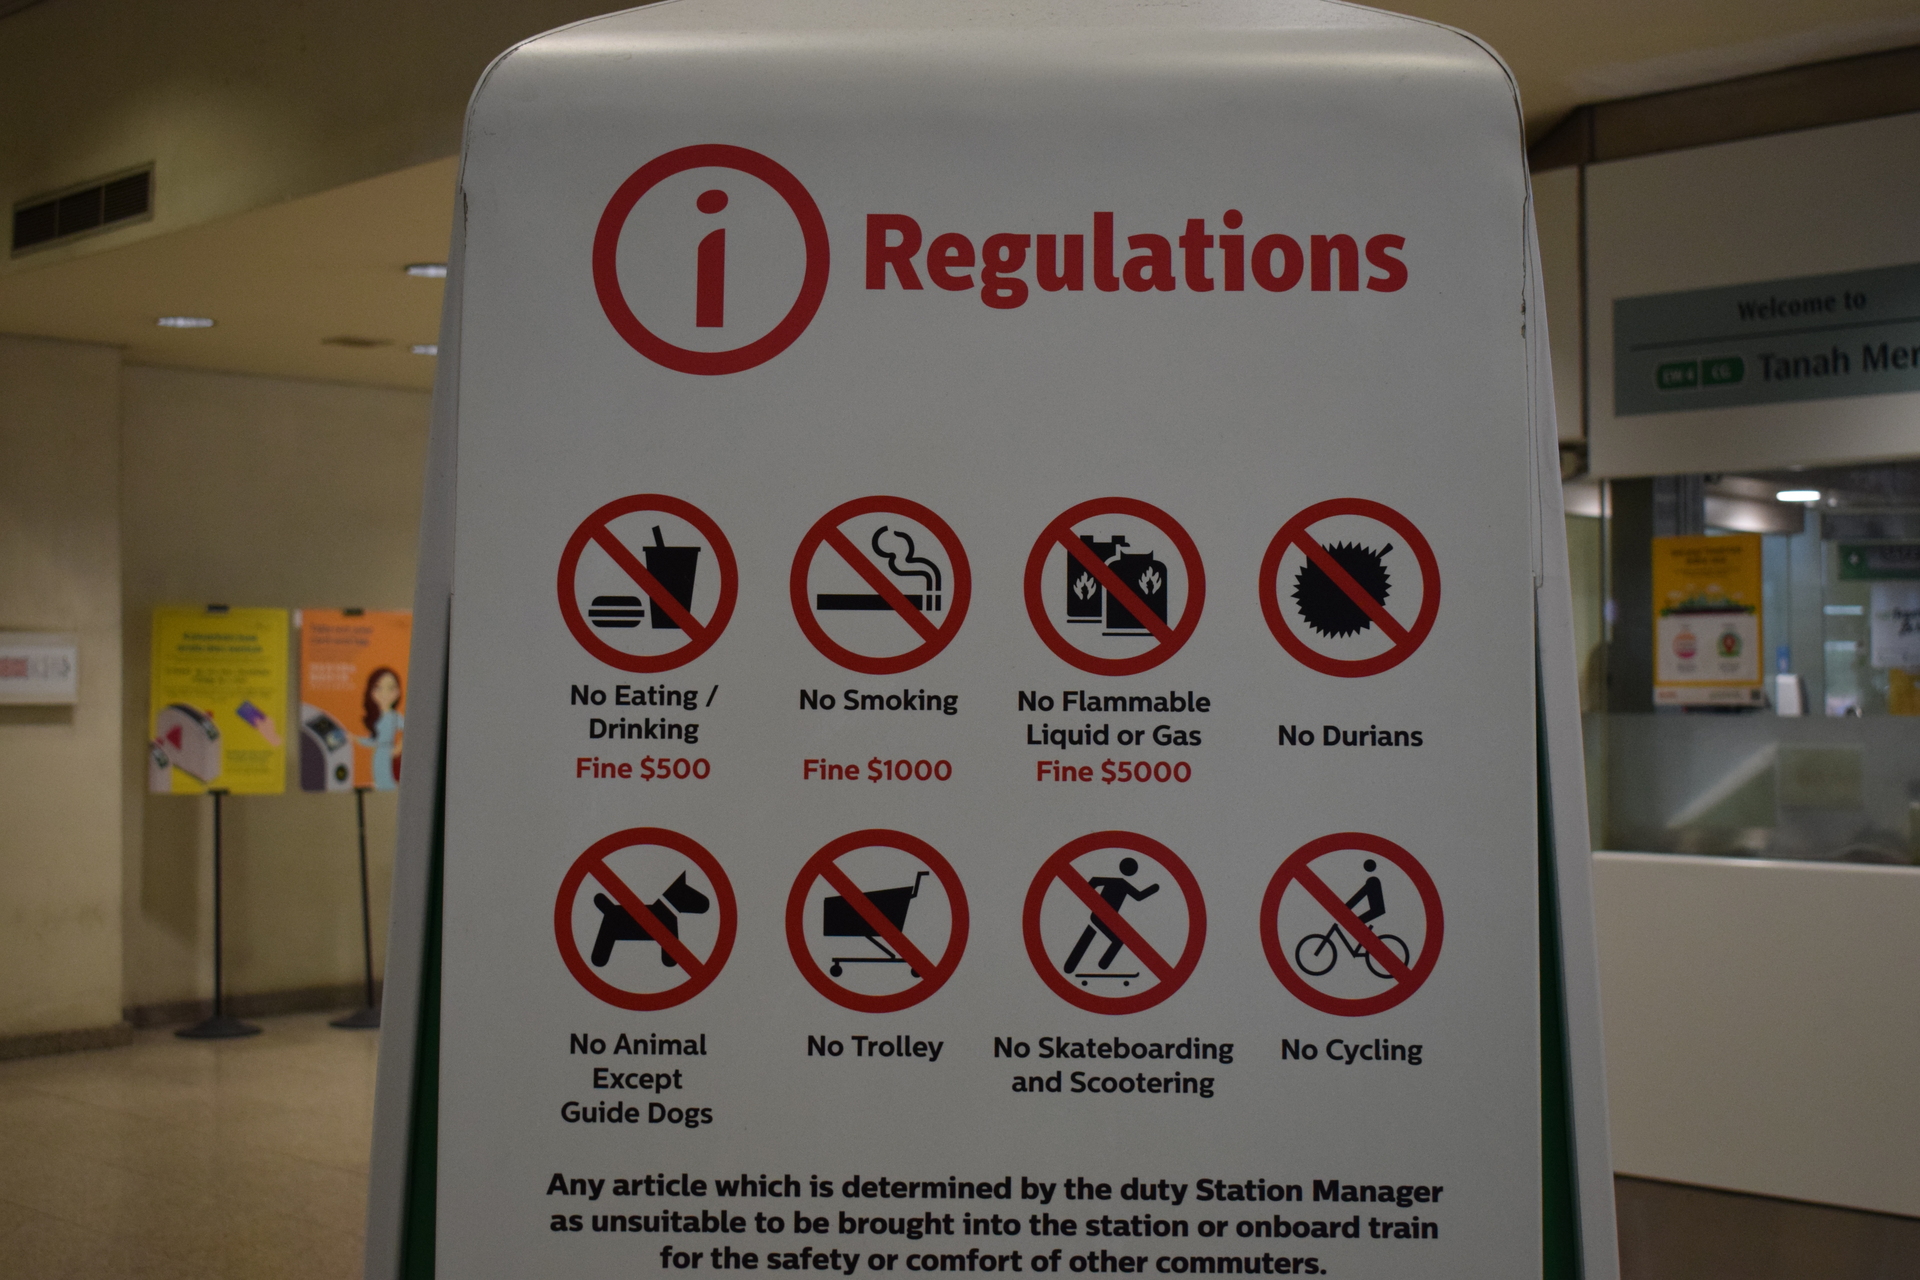 i Regulations
No Eating /
Drinking
Fine $500
No Smoking
Fine $1000
No Flammable
Liquid or Gas
Fine $5000
No Durians
No Animal
Except
Guide Dogs
No Trolley
No Skateboarding
and Scootering
No Cycling
Any article which is determined by the duty Station Manager
as unsuitable to be brought into the station or onboard train
for the safety or comfort of other commuters.
Welcome to
EW4 CG Tanah Mer